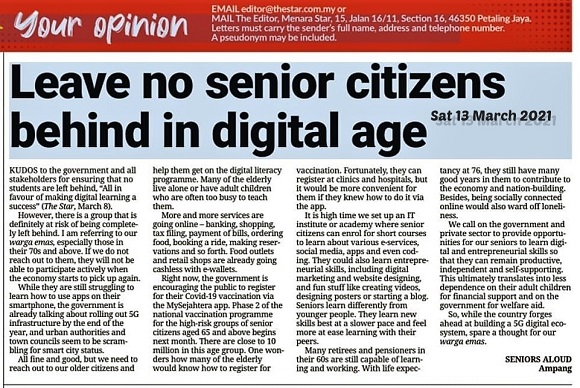 Your opinion
EMAIL editor@thestar.com.my or
MAIL The Editor, Menara Star, 15, Jalan 16/11, Section 16, 46350 Petaling Jaya.
Letters must carry the sender's full name, address and telephone number.
A pseudonym may be included.
Leave no senior citizens
behind in digital age
Sat 13 March 2021
KUDOS to the government and all
stakeholders for ensuring that no
students are left behind, "All in
favour of making digital learning a
success" (The Star, March 8).
However, there is a group that is
definitely at risk of being complete-
ly left behind. I am referring to our
warga emas, especially those in
their 70s and above. If we do not
reach out to them, they will not be
able to participate actively when
the economy starts to pick up again.
While they are still struggling to
learn how to use apps on their
smartphone, the government is
already talking about rolling out 5G
infrastructure by the end of the
year, and urban authorities and
town councils seem to be scram-
bling for smart city status.
All fine and good, but we need to
reach out to our older citizens and
help them get on the digital literacy
programme. Many of the elderly
live alone or have adult children
who are often too busy to teach
them.
More and more services are
going online – banking, shopping,
tax filing, payment of bills, ordering
food, booking a ride, making reser-
vations and so forth. Food outlets
and retail shops are already going
cashless with e-wallets.
Right now, the government is
encouraging the public to register
for their Covid-19 vaccination via
the MySejahtera app. Phase 2 of the
national vaccination programme
for the high-risk groups of senior
citizens aged 65 and above begins
next month. There are close to 10
million in this age group. One won-
ders how many of the elderly
would know how to register for
vaccination. Fortunately, they can
register at clinics and hospitals, but
it would be more convenient for
them if they knew how to do it via
the app.
It is high time we set up an IT
institute or academy where senior
citizens can enrol for short courses
to learn about various e-services,
social media, apps and even cod-
ing. They could also learn entrepre-
neurial skills, including digital
marketing and website designing,
and fun stuff like creating videos,
designing posters or starting a blog.
Seniors learn differently from
younger people. They learn new
skills best at a slower pace and feel
more at ease learning with their
peers.
Many retirees and pensioners in
their 60s are still capable of learn-
ing and working. With life expec-
tancy at 76, they still have many
good years in them to contribute to
the economy and nation-building.
Besides, being socially connected
online would also ward off loneli-
ness.
We call on the government and
private sector to provide opportu-
nities for our seniors to learn digi-
tal and entrepreneurial skills so
that they can remain productive,
independent and self-supporting.
This ultimately translates into less
dependence on their adult children
for financial support and on the
government for welfare aid.
So, while the country forges
ahead at building a 5G digital eco-
system, spare a thought for our
warga emas.
SENIORS ALOUD
Ampang